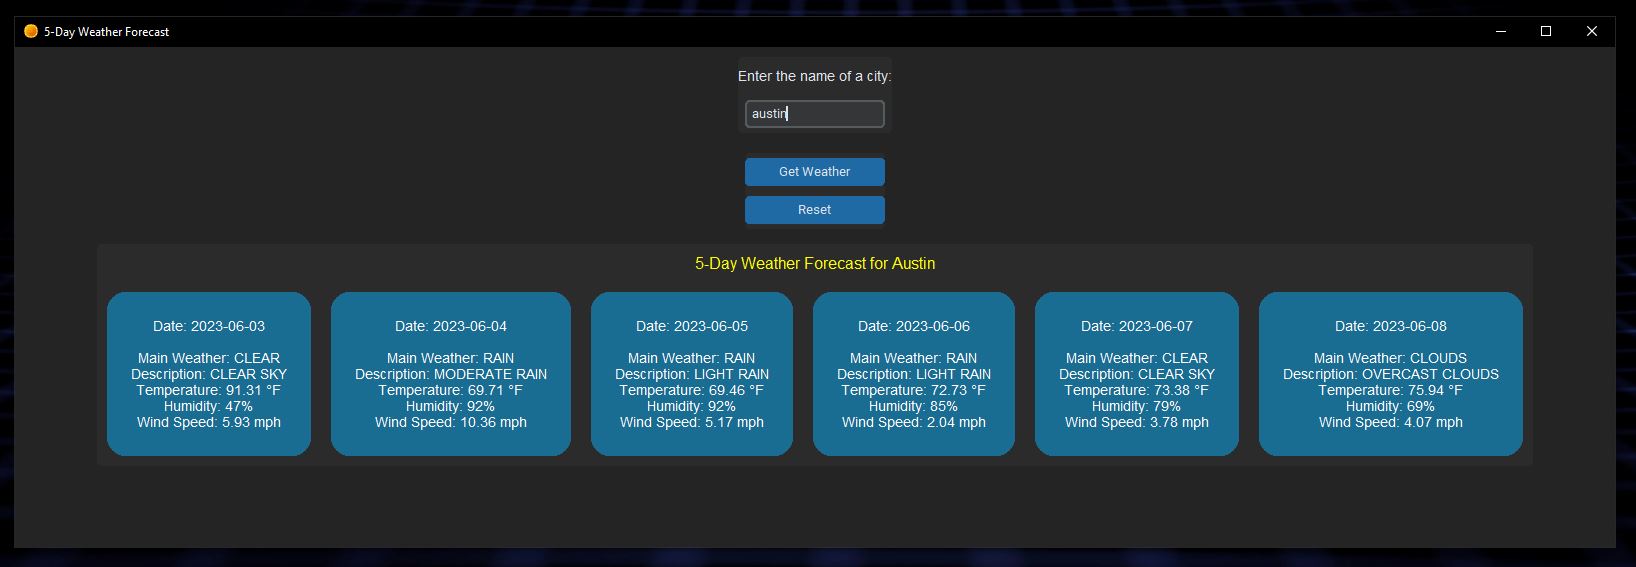 5-Day Weather Forecast
Enter the name of a city:
austin
Get Weather
Reset
5-Day Weather Forecast for Austin
Date: 2023-06-03
Main Weather: CLEAR
Description: CLEAR SKY
Temperature: 91.31 °F
Humidity: 47%
Wind Speed: 5.93 mph
Date: 2023-06-04
Main Weather: RAIN
Description: MODERATE RAIN
Temperature: 69.71 °F
Humidity: 92%
Wind Speed: 10.36 mph
Date: 2023-06-05
Main Weather: RAIN
Description: LIGHT RAIN
Temperature: 69.46 °F
Humidity: 92%
Wind Speed: 5.17 mph
Date: 2023-06-06
Main Weather: RAIN
Description: LIGHT RAIN
Temperature: 72.73 °F
Humidity: 85%
Wind Speed: 2.04 mph
Date: 2023-06-07
Main Weather: CLEAR
Description: CLEAR SKY
Temperature: 73.38 °F
Humidity: 79%
Wind Speed: 3.78 mph
Date: 2023-06-08
Main Weather: CLOUDS
Description: OVERCAST CLOUDS
Temperature: 75.94 °F
Humidity: 69%
Wind Speed: 4.07 mph